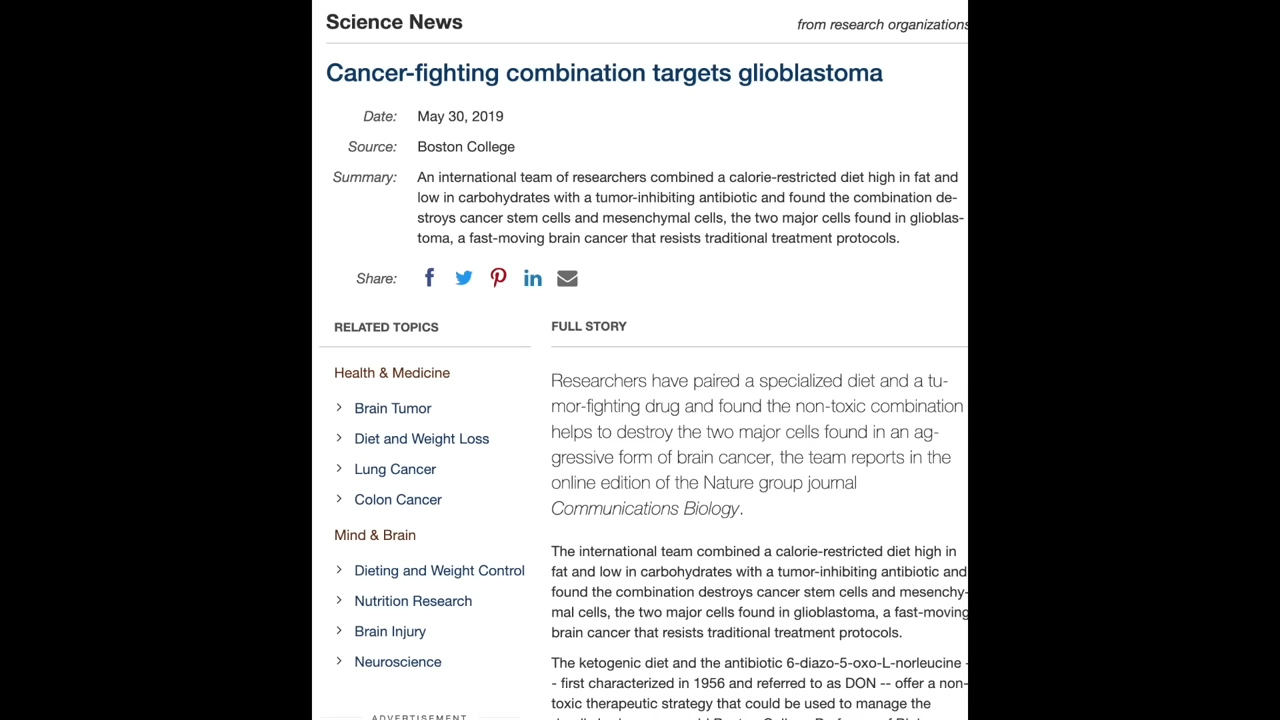 Science News
from research organizations
Cancer-fighting combination targets glioblastoma
Date: May 30, 2019
Source: Boston College
Summary: An international team of researchers combined a calorie-restricted diet high in fat and
low in carbohydrates with a tumor-inhibiting antibiotic and found the combination de-
stroys cancer stem cells and mesenchymal cells, the two major cells found in glioblas-
toma, a fast-moving brain cancer that resists traditional treatment protocols.
Share:
RELATED TOPICS
Health & Medicine
Brain Tumor
Diet and Weight Loss
Lung Cancer
Colon Cancer
Mind & Brain
Dieting and Weight Control
Nutrition Research
Brain Injury
Neuroscience
ADVERTISEMENT
FULL STORY
Researchers have paired a specialized diet and a tu-
mor-fighting drug and found the non-toxic combination
helps to destroy the two major cells found in an ag-
gressive form of brain cancer, the team reports in the
online edition of the Nature group journal
Communications Biology.
The international team combined a calorie-restricted diet high in
fat and low in carbohydrates with a tumor-inhibiting antibiotic and
found the combination destroys cancer stem cells and mesenchy-
mal cells, the two major cells found in glioblastoma, a fast-moving
brain cancer that resists traditional treatment protocols.
The ketogenic diet and the antibiotic 6-diazo-5-oxo-L-norleucine -
- first characterized in 1956 and referred to as DON -- offer a non-
toxic therapeutic strategy that could be used to manage the